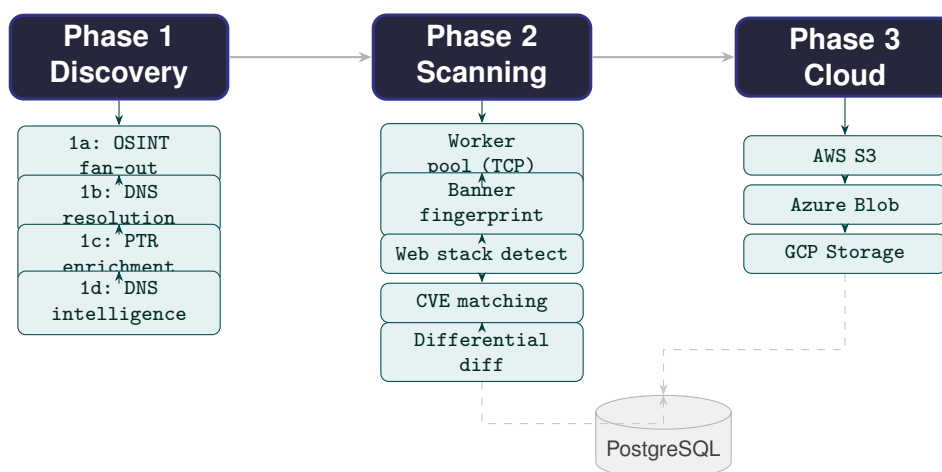 Phase 1
Discovery
1a: OSINT
fan-out
1b: DNS
resolution
1c: PTR
enrichment
1d: DNS
intelligence
Phase 2
Scanning
Worker
pool (TCP)
Banner
fingerprint
Web stack detect
CVE matching
Differential
diff
Phase 3
Cloud
AWS S3
Azure Blob
GCP Storage
PostgreSQL